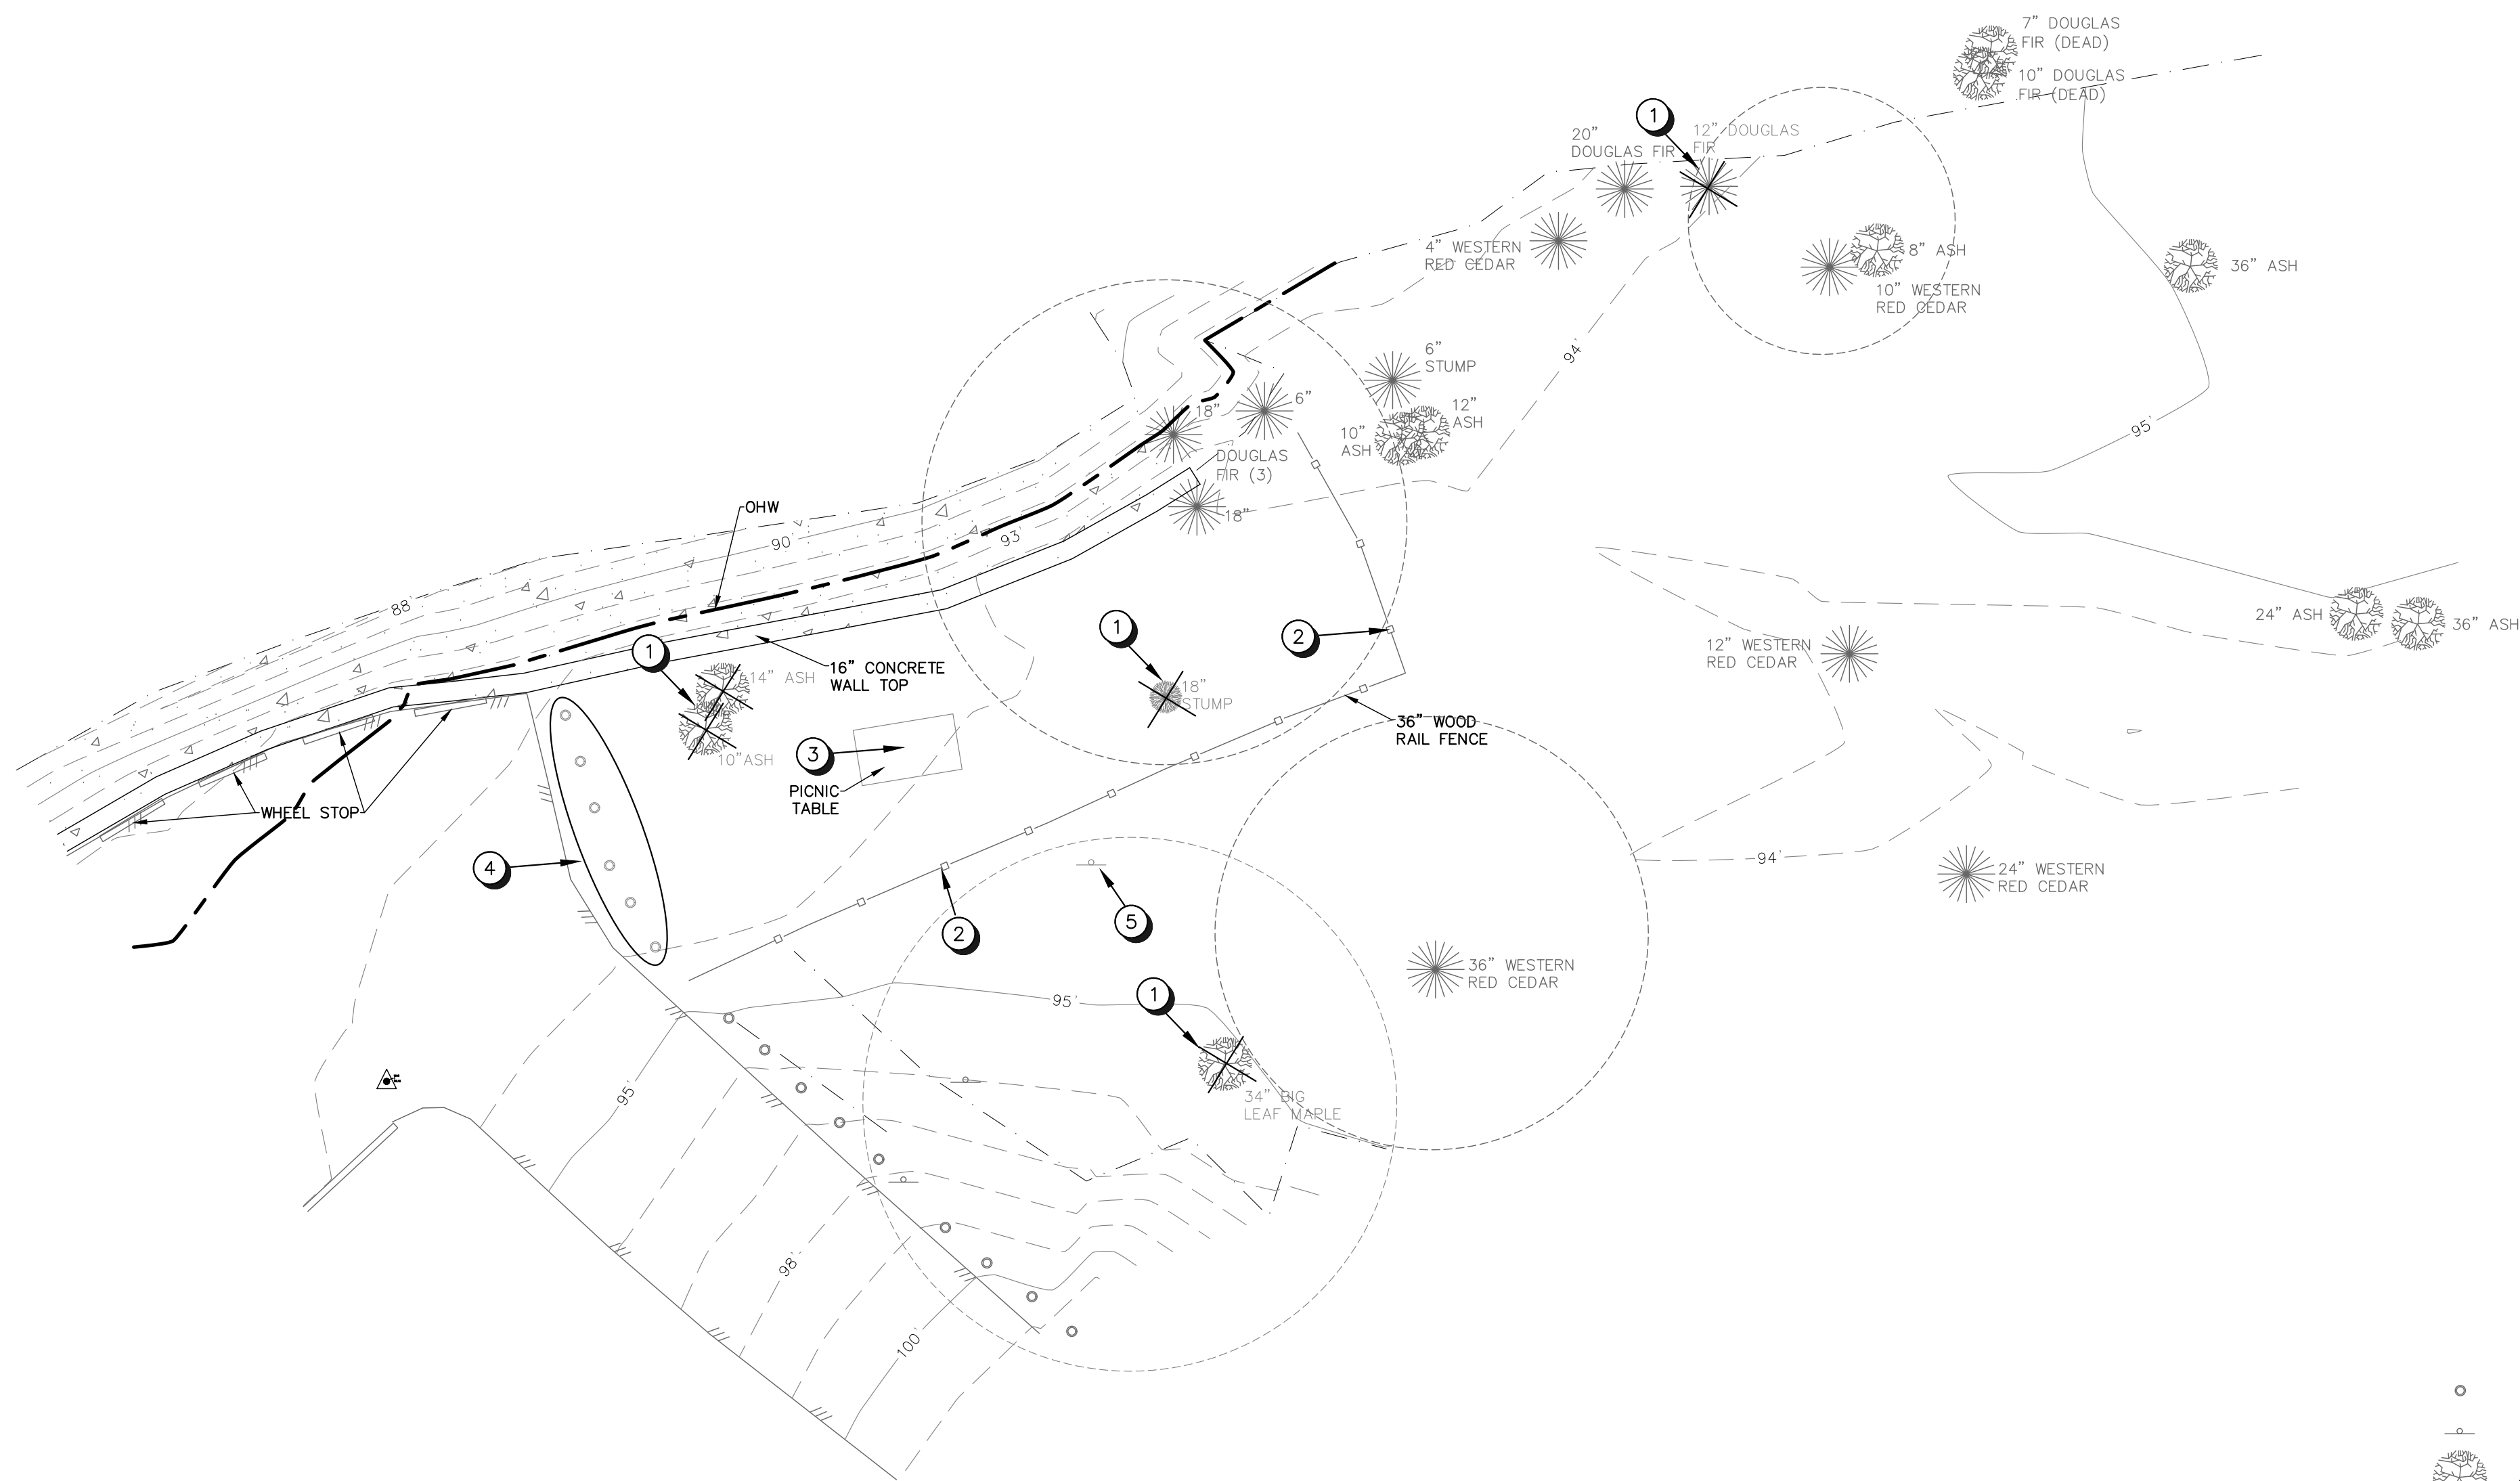 7" DOUGLAS
FIR (DEAD)
10" DOUGLAS
FIR (DEAD)
1
20"
DOUGLAS FIR
12" DOUGLAS
FIR
4" WESTERN
RED CEDAR
8" ASH
10" WESTERN
RED CEDAR
36" ASH
94'
6"
STUMP
12"
ASH
10"
ASH
18"
6"
DOUGLAS
FIR (3)
18"
95'
OHW
90
93
88
1
14" ASH
10"ASH
16" CONCRETE
WALL TOP
1
18"
STUMP
2
36" WOOD
RAIL FENCE
24" ASH
36" ASH
12" WESTERN
RED CEDAR
3
PICNIC
TABLE
WHEEL STOP
4
2
5
94'
24" WESTERN
RED CEDAR
36" WESTERN
RED CEDAR
95'
1
34" BIG
LEAF MAPLE
95'
98'
100'